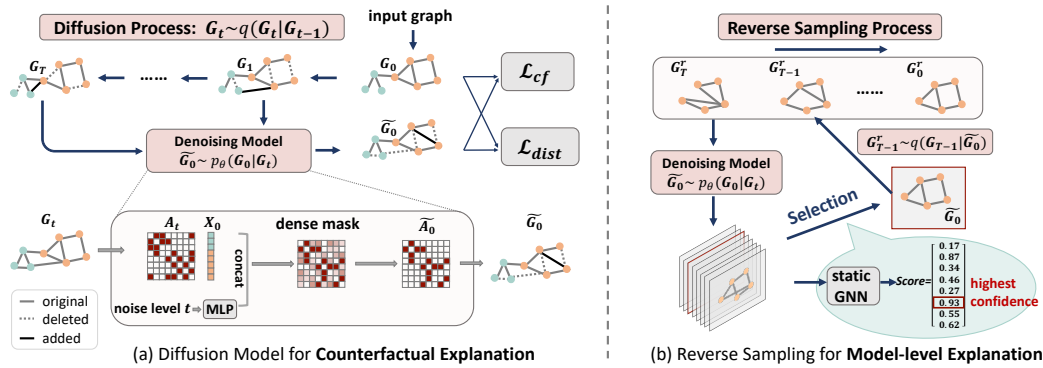 Diffusion Process: G_t~q(G_t|G_{t-1})
input graph
G_T
......
G_1
G_0
L_cf
Denoising Model
G̃_0~ p_θ(G_0|G_t)
G̃_0
L_dist
G_t
A_t
X_0
concat
dense mask
Ã_0
G̃_0
noise level t
MLP
original
deleted
added
(a) Diffusion Model for Counterfactual Explanation
Reverse Sampling Process
G_T^r
G_{T-1}^r
......
G_0^r
Denoising Model
G̃_0~ p_θ(G_0|G_t)
G_{T-1}^r~q(G_{T-1}|G̃_0)
Selection
G̃_0
static
GNN
Score=
0.17
0.87
0.34
0.46
0.27
0.93
0.55
0.62
highest
confidence
(b) Reverse Sampling for Model-level Explanation